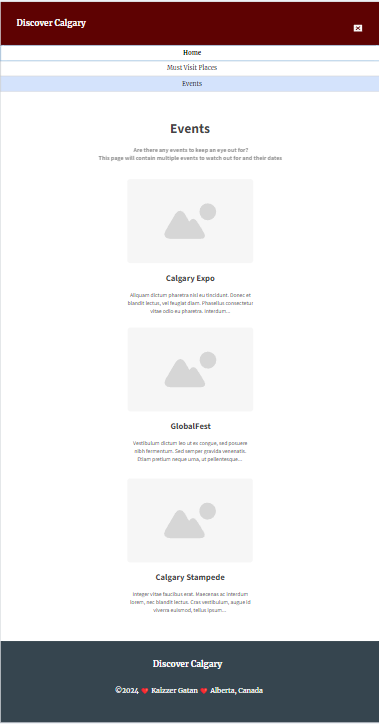 Discover Calgary
Home
Must Visit Places
Events
Events
Are there any events to keep an eye out for?
This page will contain multiple events to watch out for and their dates
Calgary Expo
Aliquam dictum pharetra nisl eu tincidunt. Donec et
blandit lectus, vel feugiat diam. Phasellus consectetur
vitae odio eu pharetra. Interdum...
GlobalFest
Vestibulum dictum leo ut ex congue, sed posuere
nibh fermentum. Sed semper gravida venenatis.
Diam pretium neque urna, ut pellentesque...
Calgary Stampede
Integer vitae faucibus erat. Maecenas ac interdum
lorem, nec blandit lectus. Cras vestibulum, augue id
viverra euismod, tellus ipsum...
Discover Calgary
©2024 ❤️ Kaizzer Gatan ❤️ Alberta, Canada